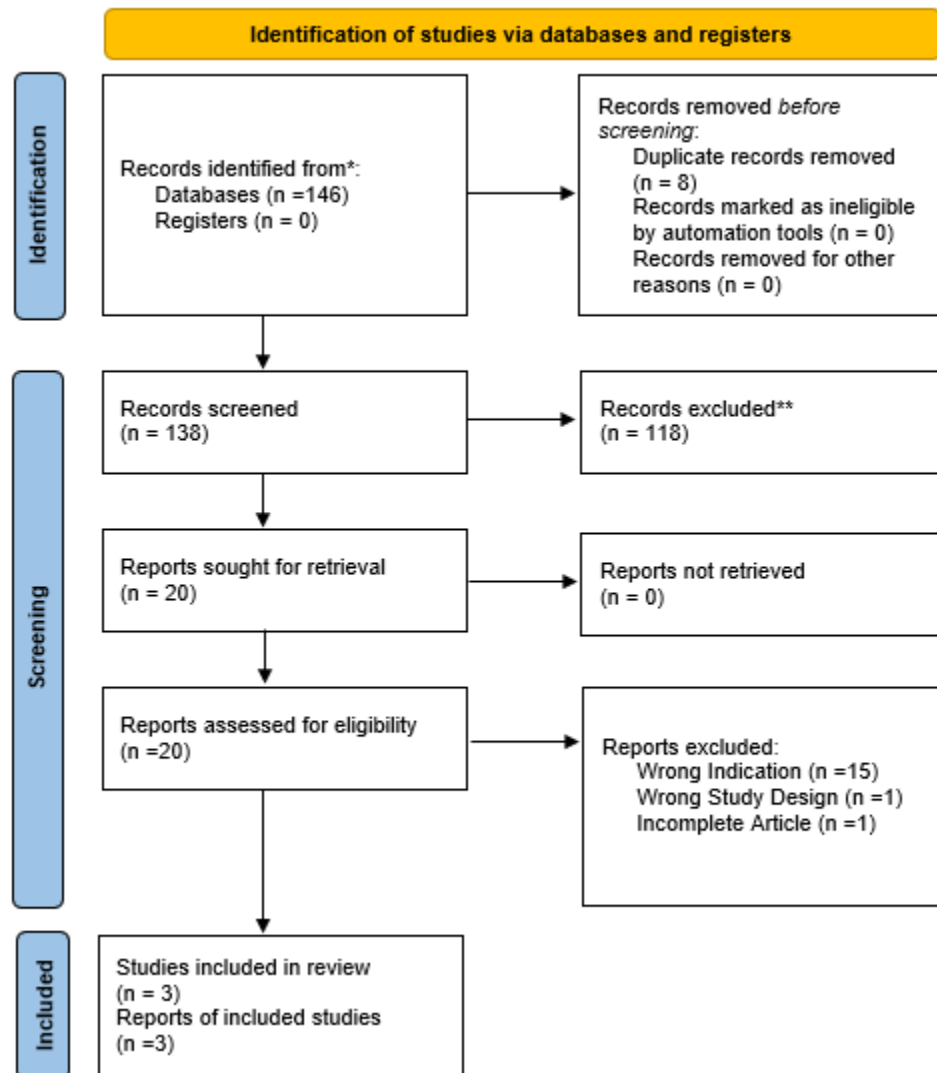 Identification of studies via databases and registers
Identification
Records identified from*:
Databases (n =146)
Registers (n = 0)
Records removed before
screening:
Duplicate records removed
(n = 8)
Records marked as ineligible
by automation tools (n = 0)
Records removed for other
reasons (n = 0)
Screening
Records screened
(n = 138)
Records excluded**
(n = 118)
Reports sought for retrieval
(n = 20)
Reports not retrieved
(n = 0)
Reports assessed for eligibility
(n =20)
Reports excluded:
Wrong Indication (n =15)
Wrong Study Design (n =1)
Incomplete Article (n =1)
Included
Studies included in review
(n = 3)
Reports of included studies
(n =3)